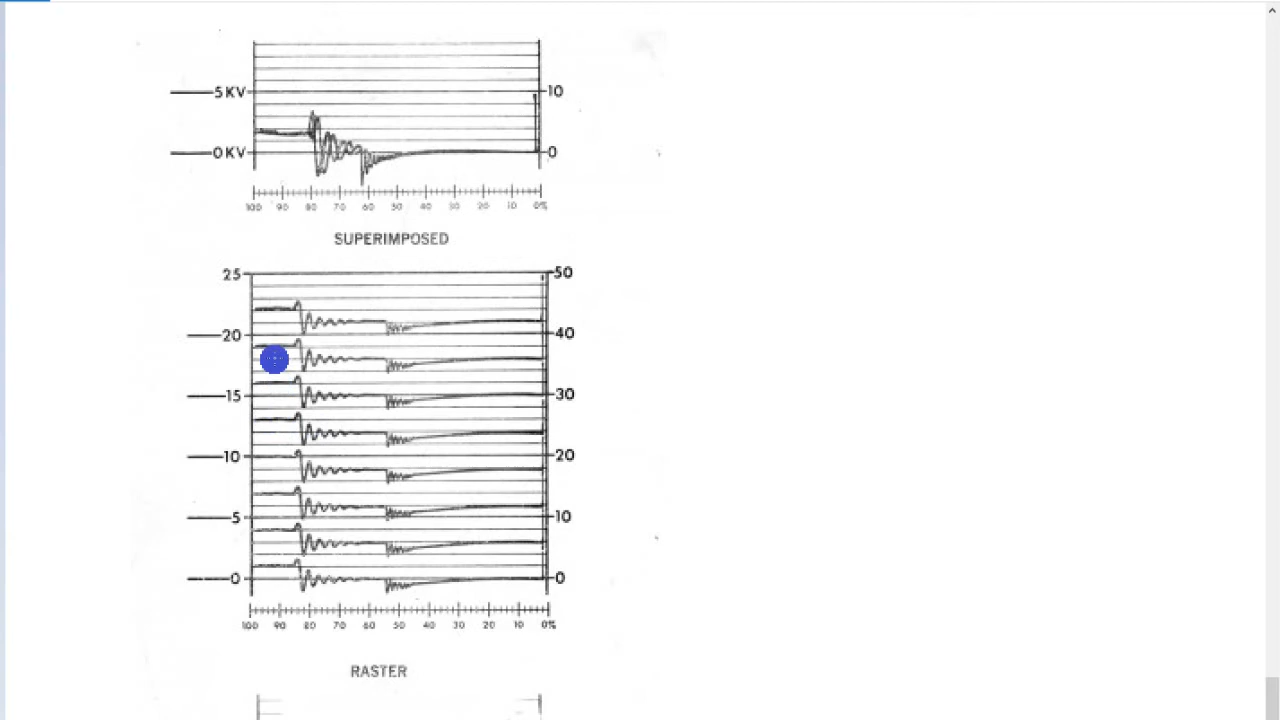 5 KV 10
0 KV 0
100 90 80 70 60 50 40 30 20 10 0%
SUPERIMPOSED
25 50
20 40
15 30
10 20
5 10
0 0
100 90 80 70 60 50 40 30 20 10 0%
RASTER